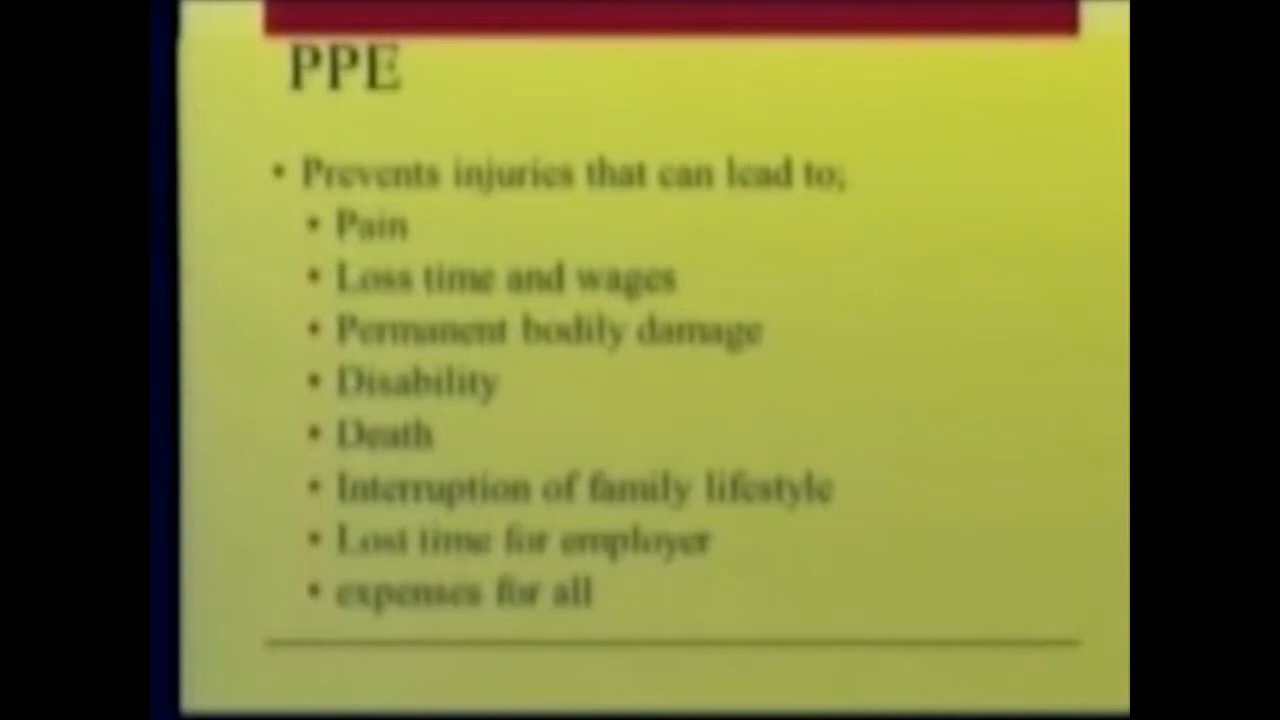 PPE
• Prevents injuries that can lead to;
• Pain
• Loss time and wages
• Permanent bodily damage
• Disability
• Death
• Interruption of family lifestyle
• Lost time for employer
• expenses for all